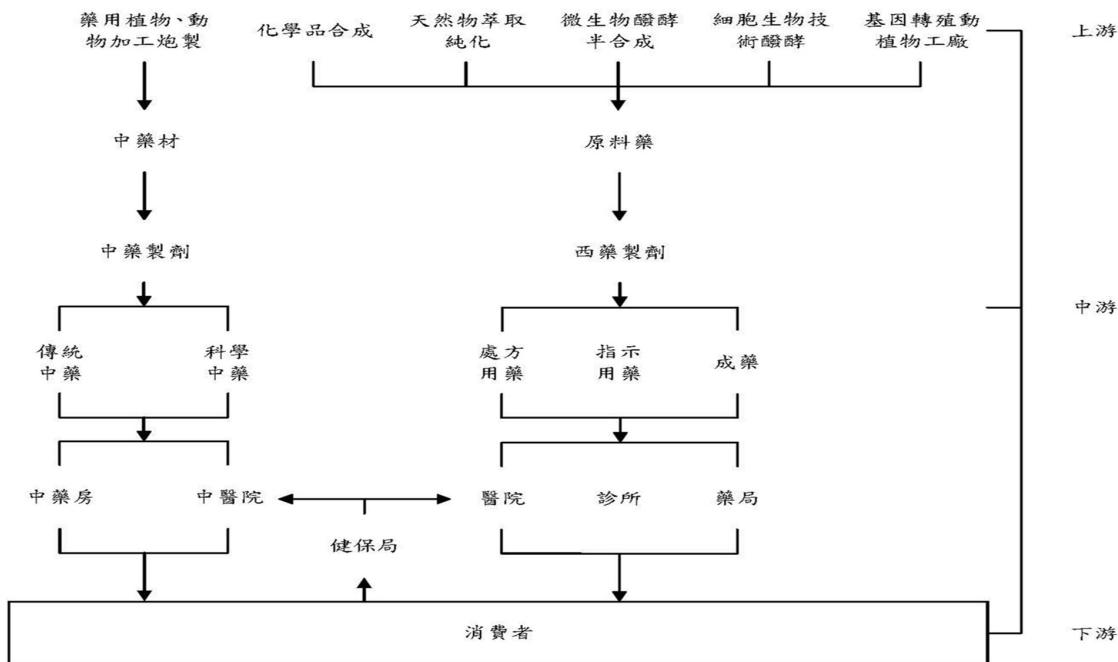 藥用植物、動
物加工炮製
化學品合成
天然物萃取
純化
微生物醱酵
半合成
細胞生物技
術醱酵
基因轉殖動
植物工廠
上游
中藥材
原料藥
中藥製劑
西藥製劑
中游
傳統
中藥
科學
中藥
處方
用藥
指示
用藥
成藥
中藥房
中醫院
醫院
診所
藥局
健保局
消費者
下游